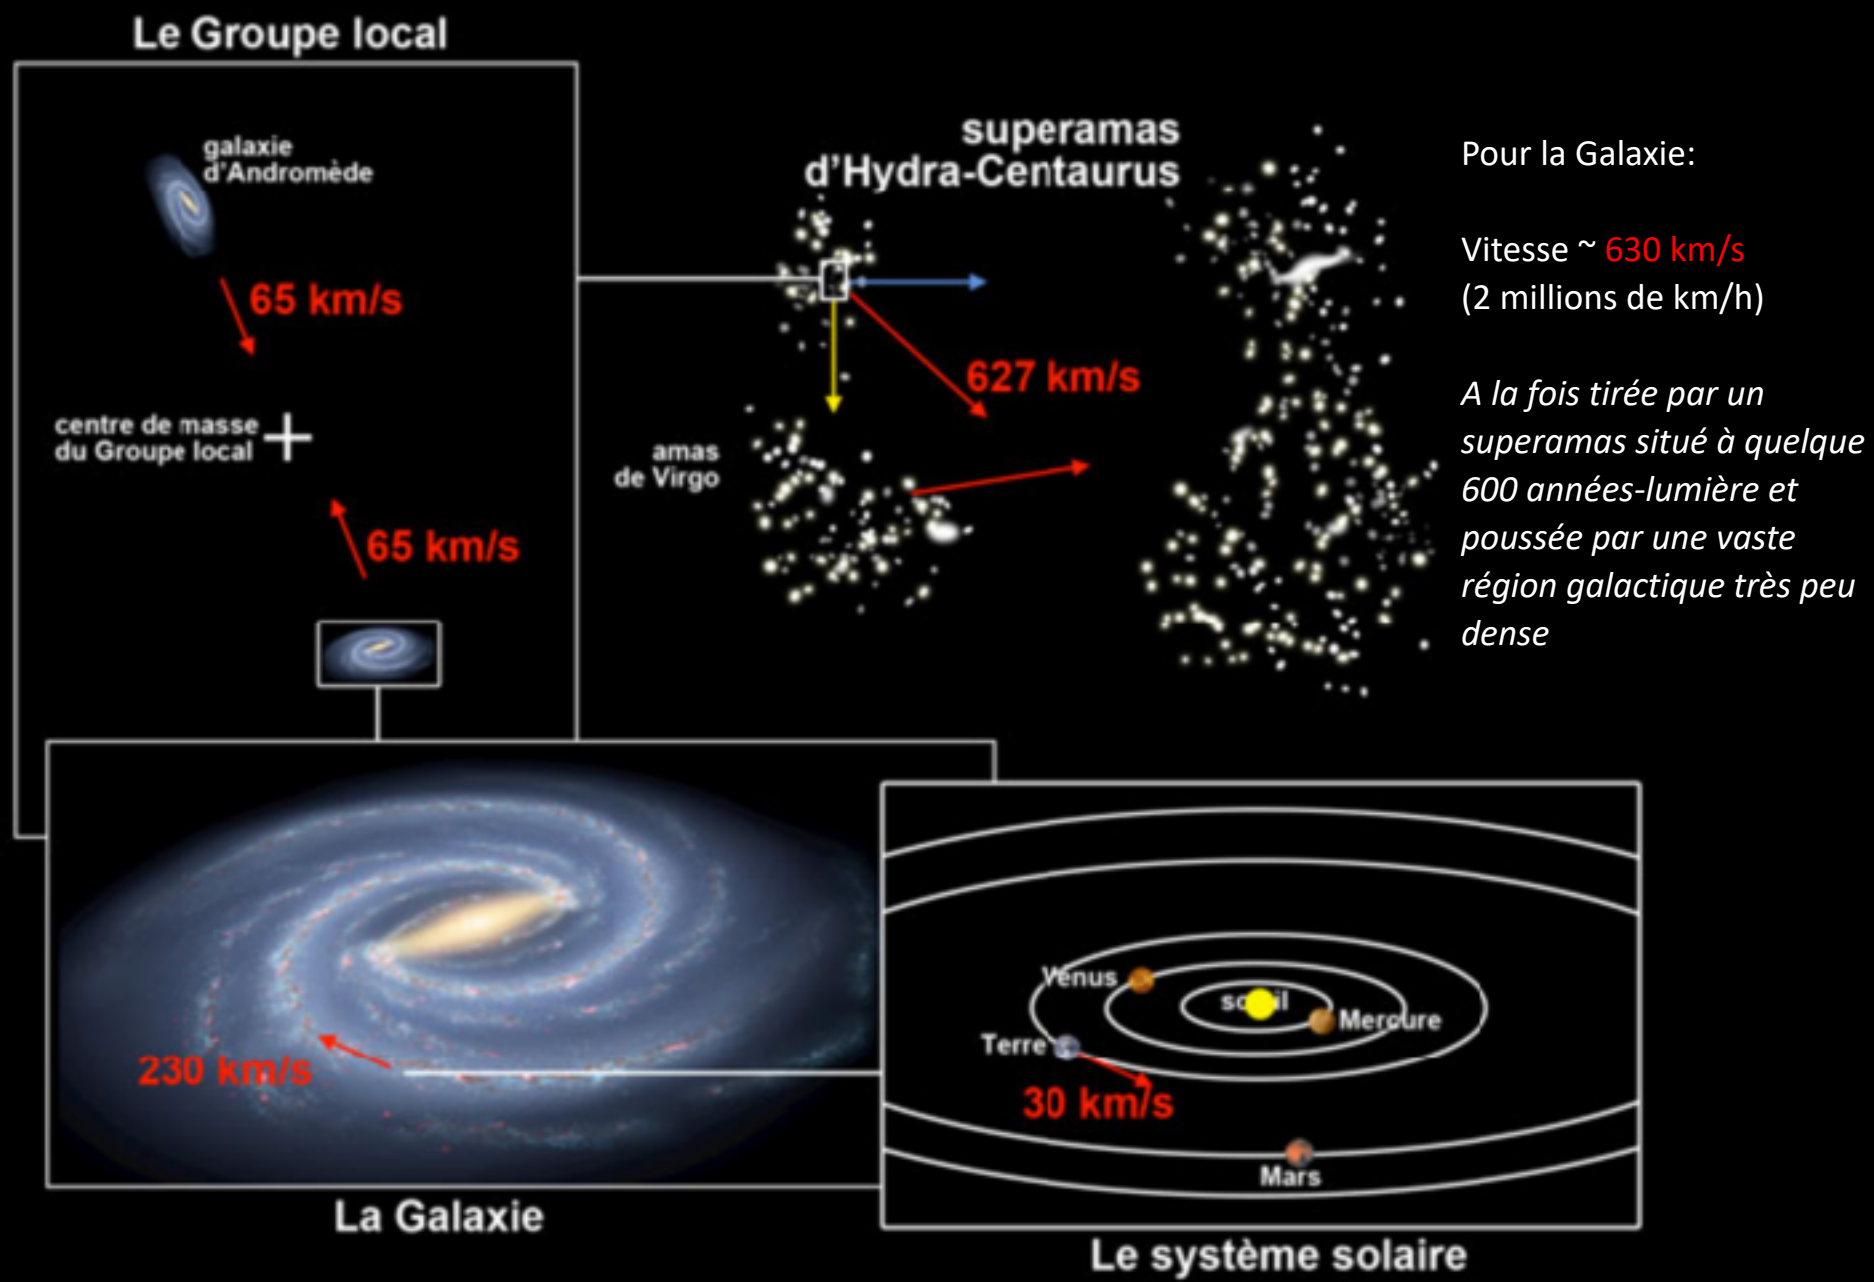 Le Groupe local
galaxie
d'Andromède
65 km/s
centre de masse
du Groupe local
65 km/s
superamas
d'Hydra-Centaurus
627 km/s
amas
de Virgo
Pour la Galaxie:
Vitesse ~ 630 km/s
(2 millions de km/h)
A la fois tirée par un
superamas situé à quelque
600 années-lumière et
poussée par une vaste
région galactique très peu
dense
230 km/s
La Galaxie
Vénus
soleil
Mercure
Terre
30 km/s
Mars
Le système solaire